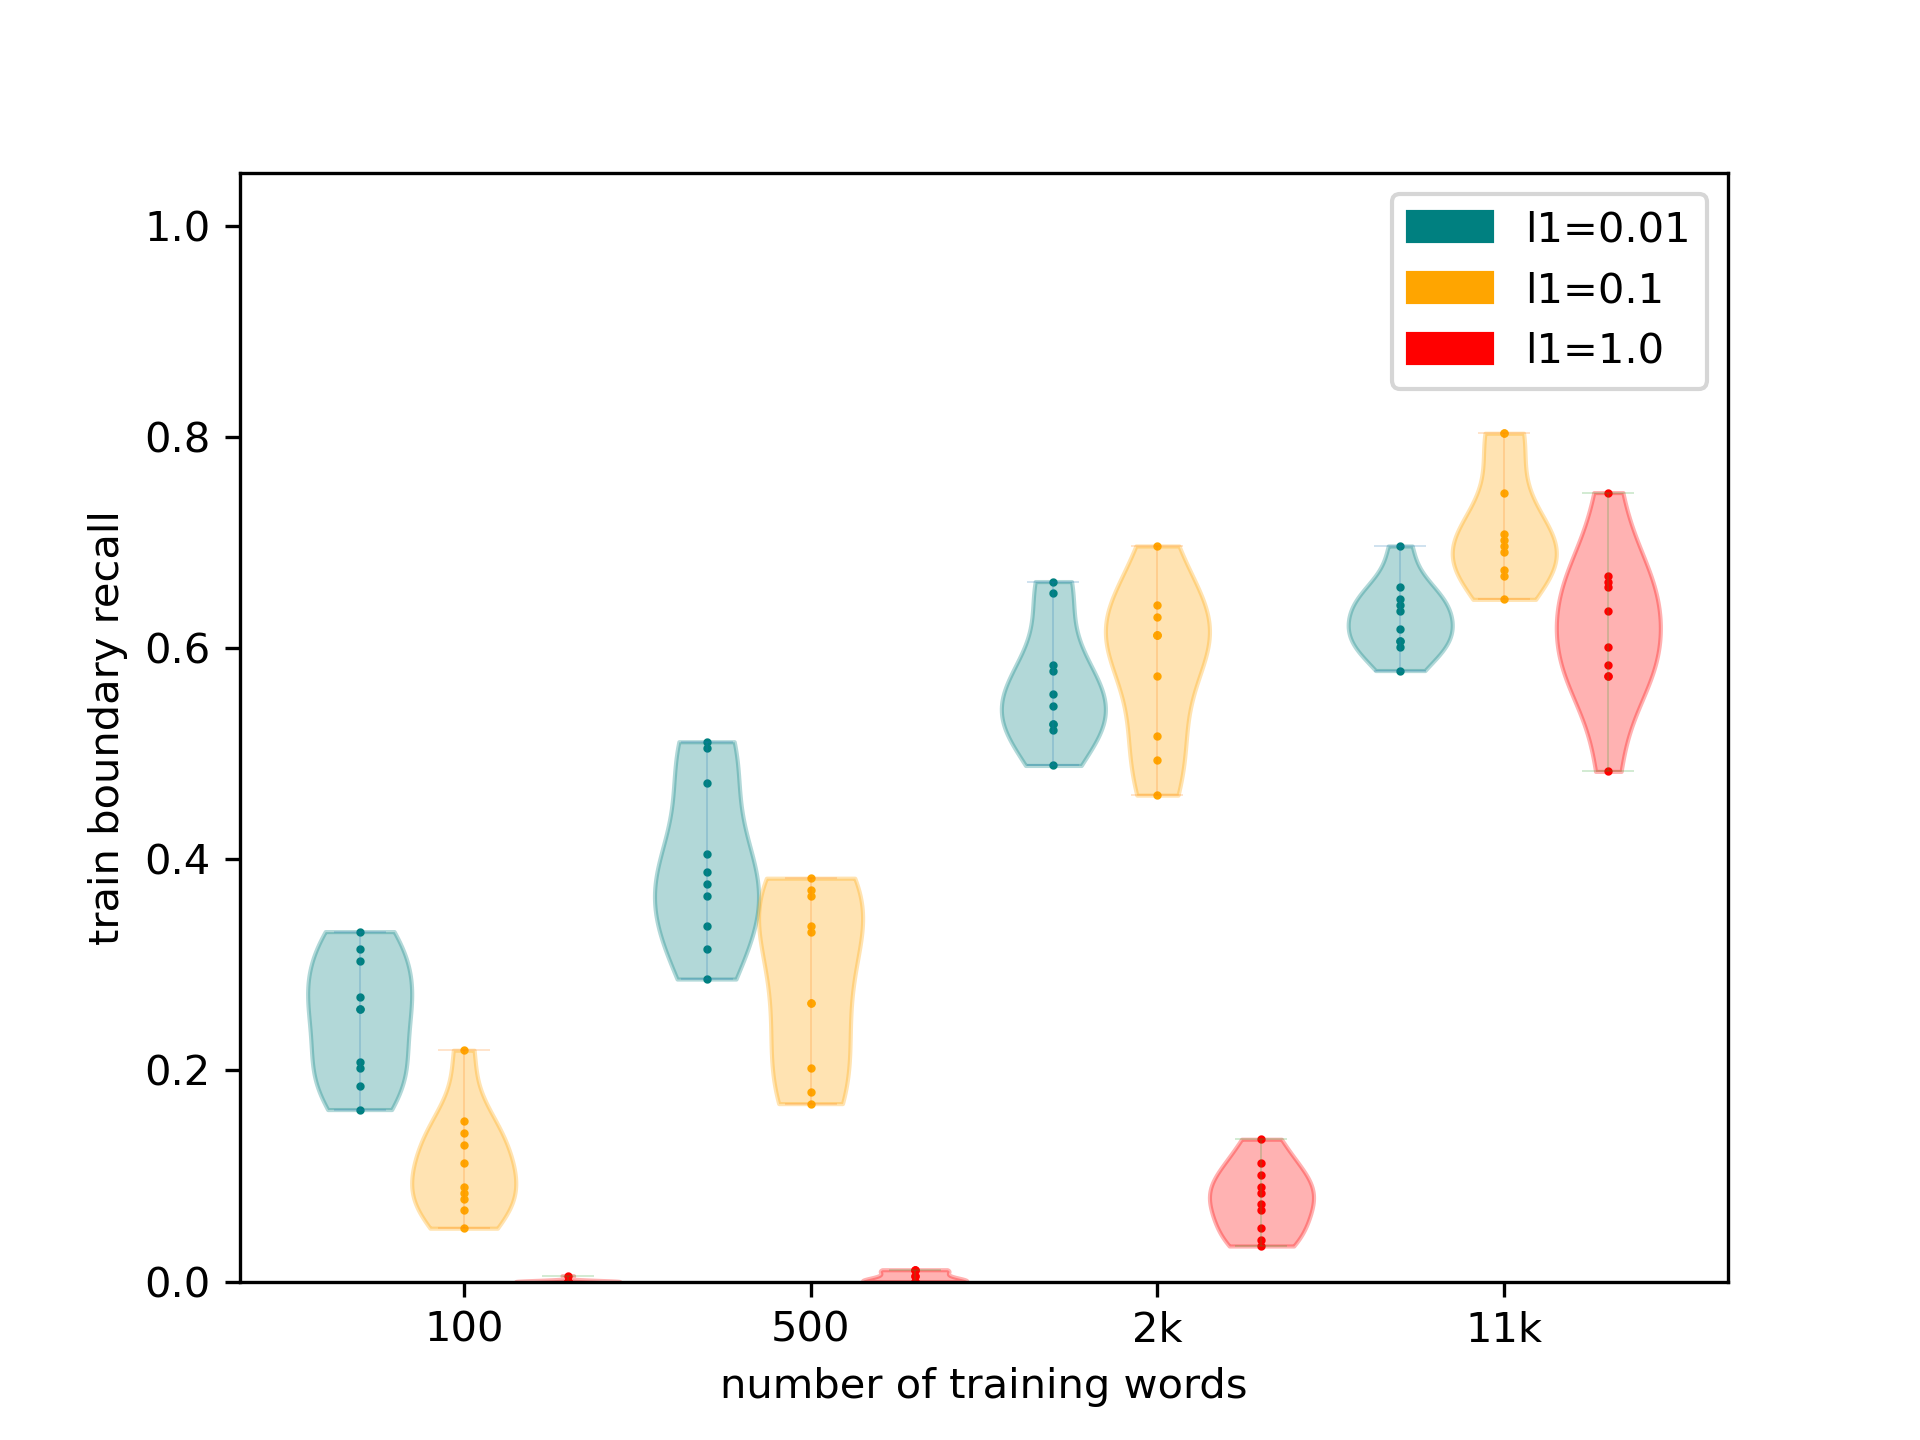 l1=0.01
l1=0.1
l1=1.0
1.0
0.8
0.6
0.4
0.2
0.0
train boundary recall
100 500 2k 11k
number of training words